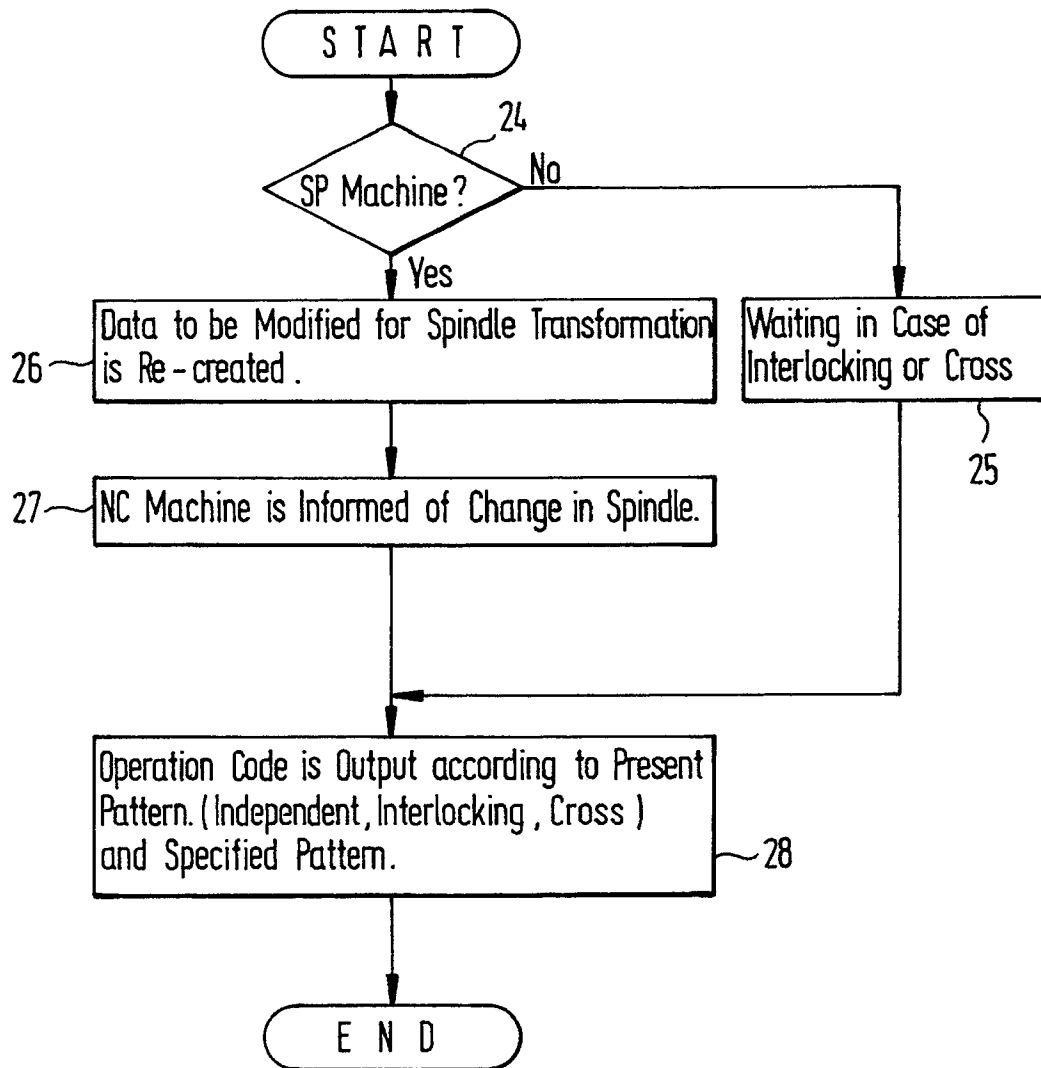 START
24
SP Machine?
No
Yes
Data to be Modified for Spindle Transformation
is Re-created.
26
Waiting in Case of
Interlocking or Cross
25
27
NC Machine is Informed of Change in Spindle.
Operation Code is Output according to Present
Pattern. (Independent, Interlocking, Cross)
and Specified Pattern.
28
END